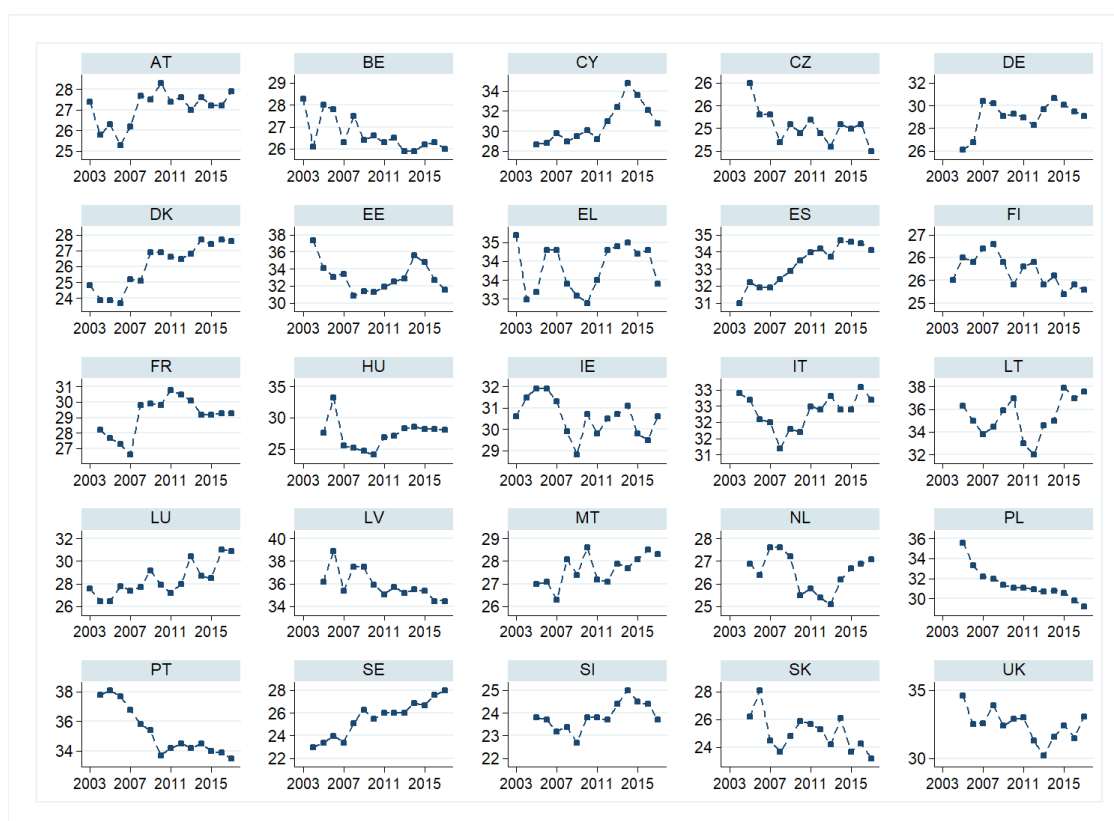 AT BE CY CZ DE
28 27 26 25 29 28 27 26 34 32 30 28 26 26 25 25 32 30 28 26
2003 2007 2011 2015 2003 2007 2011 2015 2003 2007 2011 2015 2003 2007 2011 2015 2003 2007 2011 2015
DK EE EL ES FI
28 27 26 25 24 38 36 34 32 30 35 34 34 33 33 35 34 33 32 31 27 26 26 25
2003 2007 2011 2015 2003 2007 2011 2015 2003 2007 2011 2015 2003 2007 2011 2015 2003 2007 2011 2015
FR HU IE IT LT
31 30 29 28 27 35 30 25 32 31 30 29 33 33 32 32 31 38 36 34 32
2003 2007 2011 2015 2003 2007 2011 2015 2003 2007 2011 2015 2003 2007 2011 2015 2003 2007 2011 2015
LU LV MT NL PL
32 30 28 26 40 38 36 34 29 28 27 26 28 27 26 25 36 34 32 30
2003 2007 2011 2015 2003 2007 2011 2015 2003 2007 2011 2015 2003 2007 2011 2015 2003 2007 2011 2015
PT SE SI SK UK
38 36 34 28 26 24 22 25 24 23 22 28 26 24 35 30
2003 2007 2011 2015 2003 2007 2011 2015 2003 2007 2011 2015 2003 2007 2011 2015 2003 2007 2011 2015